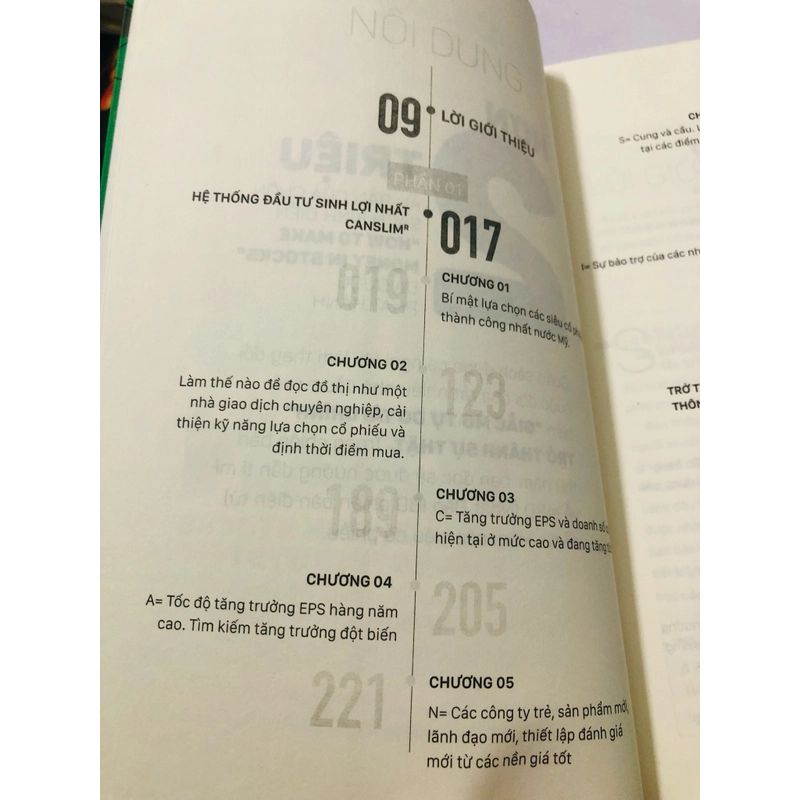 NỘI DUNG
09
LỜI GIỚI THIỆU
PHẦN 01
HỆ THỐNG ĐẦU TƯ SINH LỢI NHẤT
CANSLIMᴿ
017
019
CHƯƠNG 01
Bí mật lựa chọn các siêu cổ
thành công nhất nước Mỹ.
CHƯƠNG 02
Làm thế nào để đọc đồ thị như một
nhà giao dịch chuyên nghiệp, cải
thiện kỹ năng lựa chọn cổ phiếu và
định thời điểm mua.
123
189
CHƯƠNG 03
C= Tăng trưởng EPS và doanh số
hiện tại ở mức cao và đang tăng
CHƯƠNG 04
A= Tốc độ tăng trưởng EPS hàng năm
cao. Tìm kiếm tăng trưởng đột biến
205
221
CHƯƠNG 05
N= Các công ty trẻ, sản phẩm mới,
lãnh đạo mới, thiết lập đánh giá
mới từ các nền giá tốt
S= Cung và cầu.
tại các điểm
I= Sự bảo trợ của các
TRỞ
THÔN